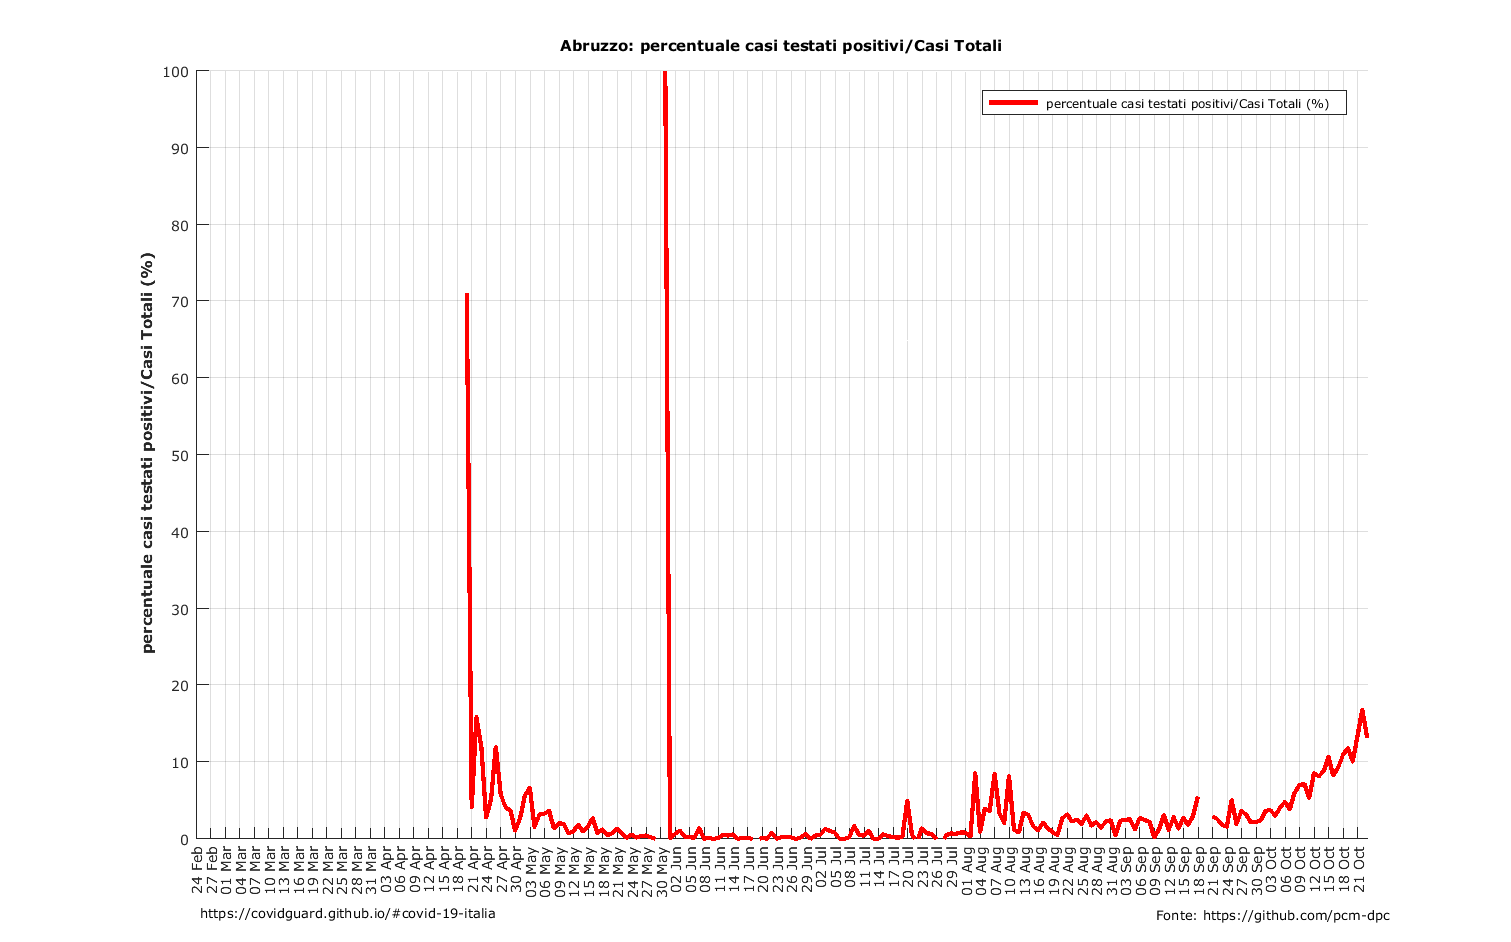 Abruzzo: percentuale casi testati positivi/Casi Totali
percentuale casi testati positivi/Casi Totali (%)
percentuale casi testati positivi/Casi Totali (%)
100
90
80
70
60
50
40
30
20
10
0
24 Feb
27 Feb
01 Mar
04 Mar
07 Mar
10 Mar
13 Mar
16 Mar
19 Mar
22 Mar
25 Mar
28 Mar
31 Mar
03 Apr
06 Apr
09 Apr
12 Apr
15 Apr
18 Apr
21 Apr
24 Apr
27 Apr
30 Apr
03 May
06 May
09 May
12 May
15 May
18 May
21 May
24 May
27 May
30 May
02 Jun
05 Jun
08 Jun
11 Jun
14 Jun
17 Jun
20 Jun
23 Jun
26 Jun
29 Jun
02 Jul
05 Jul
08 Jul
11 Jul
14 Jul
17 Jul
20 Jul
23 Jul
26 Jul
29 Jul
01 Aug
04 Aug
07 Aug
10 Aug
13 Aug
16 Aug
19 Aug
22 Aug
25 Aug
28 Aug
31 Aug
03 Sep
06 Sep
09 Sep
12 Sep
15 Sep
18 Sep
21 Sep
24 Sep
27 Sep
30 Sep
03 Oct
06 Oct
09 Oct
12 Oct
15 Oct
18 Oct
21 Oct
https://covidguard.github.io/#covid-19-italia
Fonte: https://github.com/pcm-dpc